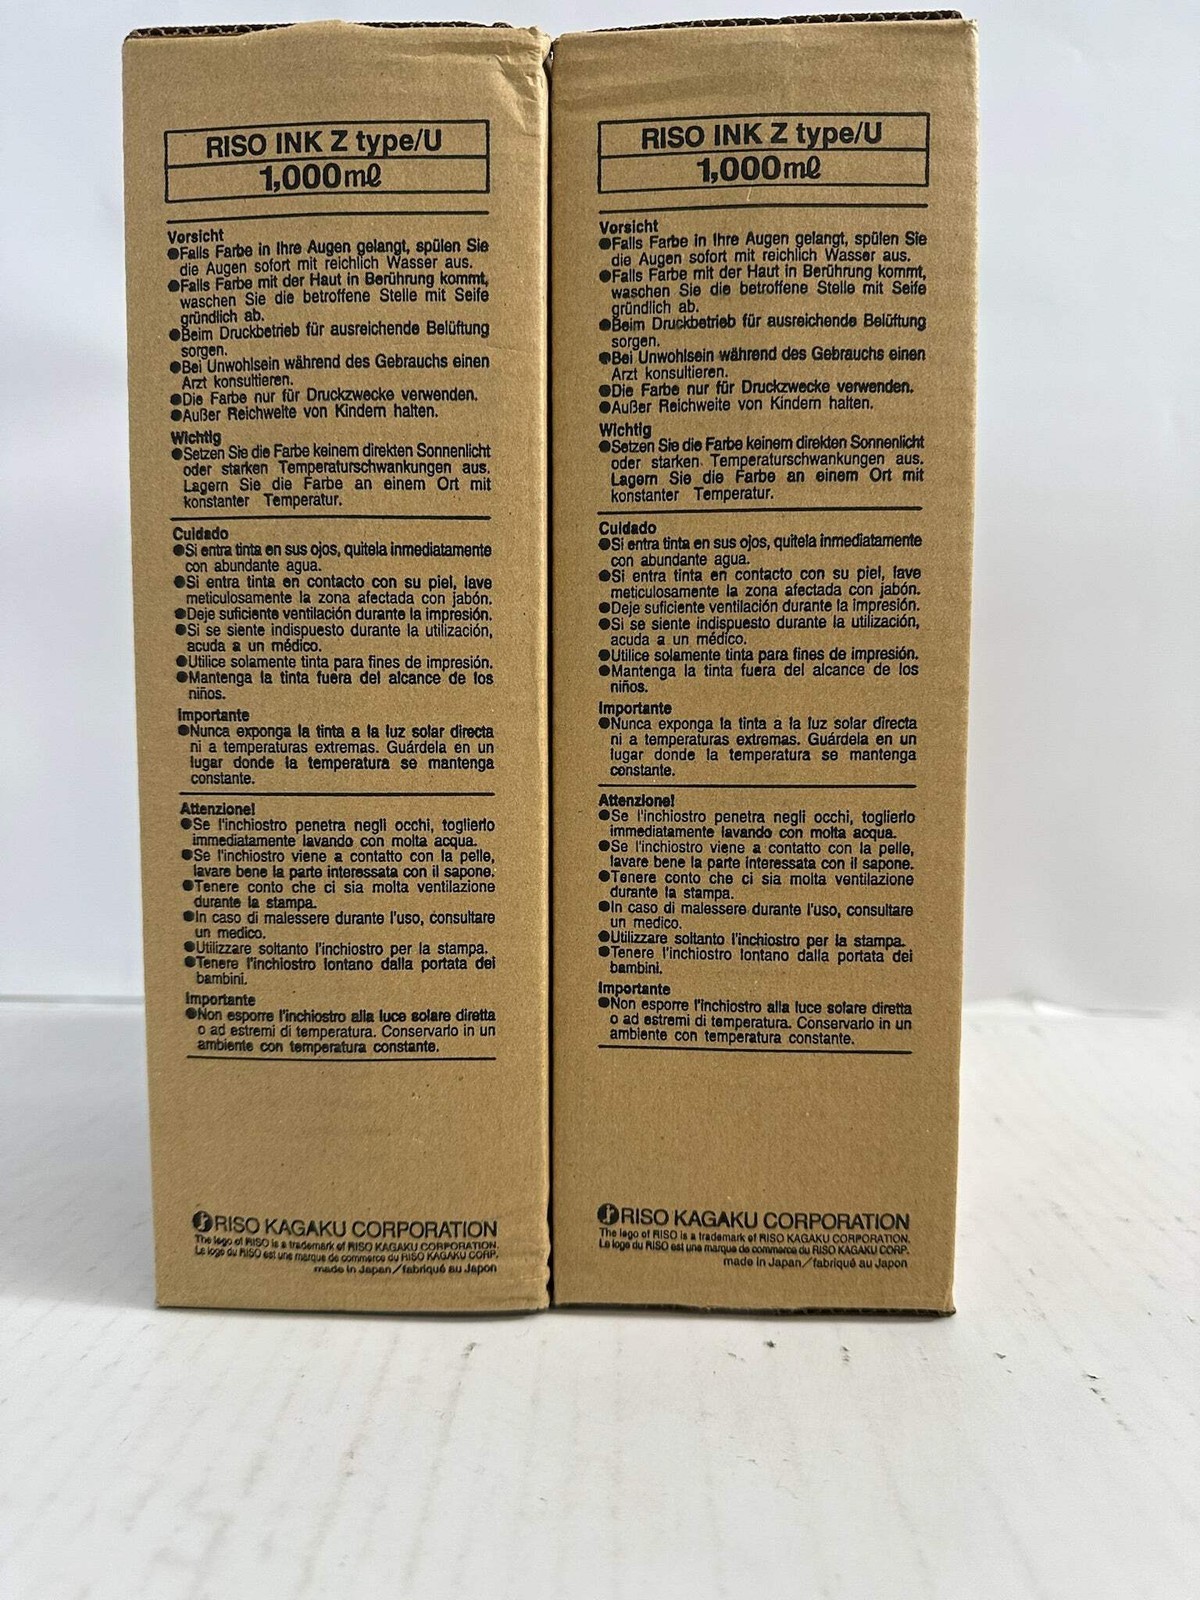 RISO INK Z type/U
1,000mℓ
Vorsicht
●Falls Farbe in Ihre Augen gelangt, spülen Sie
die Augen sofort mit reichlich Wasser aus.
●Falls Farbe mit der Haut in Berührung kommt,
waschen Sie die betroffene Stelle mit Seife
gründlich ab.
●Beim Druckbetrieb für ausreichende Belüftung
sorgen.
●Bei Unwohlsein während des Gebrauchs einen
Arzt konsultieren.
●Die Farbe nur für Druckzwecke verwenden.
●Außer Reichweite von Kindern halten.
Wichtig
●Setzen Sie die Farbe keinem direkten Sonnenlicht
oder starken Temperaturschwankungen aus.
Lagern Sie die Farbe an einem Ort mit
konstanter Temperatur.
Cuidado
●Si entra tinta en sus ojos, quitela inmediatamente
con abundante agua.
●Si entra tinta en contacto con su piel, lave
meticulosamente la zona afectada con jabón.
●Deje suficiente ventilación durante la impresión.
●Si se siente indispuesto durante la utilización,
acuda a un médico.
●Utilice solamente tinta para fines de impresión.
●Mantenga la tinta fuera del alcance de los
niños.
Importante
●Nunca exponga la tinta a la luz solar directa
ni a temperaturas extremas. Guárdela en un
lugar donde la temperatura se mantenga
constante.
Attenzione!
●Se l'inchiostro penetra negli occhi, toglierlo
immediatamente lavando con molta acqua.
●Se l'inchiostro viene a contatto con la pelle,
lavare bene la parte interessata con il sapone.
●Tenere conto che ci sia molta ventilazione
durante la stampa.
●In caso di malessere durante l'uso, consultare
un medico.
●Utilizzare soltanto l'inchiostro per la stampa.
●Tenere l'inchiostro lontano dalla portata dei
bambini.
Importante
●Non esporre l'inchiostro alla luce solare diretta
o ad estremi di temperatura. Conservarlo in un
ambiente con temperatura constante.
RISO KAGAKU CORPORATION
The logo of RISO is a trademark of RISO KAGAKU CORPORATION.
Le logo du RISO est une marque de commerce du RISO KAGAKU CORP.
made in Japan／fabriqué au Japon
RISO INK Z type/U
1,000mℓ
Vorsicht
●Falls Farbe in Ihre Augen gelangt, spülen Sie
die Augen sofort mit reichlich Wasser aus.
●Falls Farbe mit der Haut in Berührung kommt,
waschen Sie die betroffene Stelle mit Seife
gründlich ab.
●Beim Druckbetrieb für ausreichende Belüftung
sorgen.
●Bei Unwohlsein während des Gebrauchs einen
Arzt konsultieren.
●Die Farbe nur für Druckzwecke verwenden.
●Außer Reichweite von Kindern halten.
Wichtig
●Setzen Sie die Farbe keinem direkten Sonnenlicht
oder starken Temperaturschwankungen aus.
Lagern Sie die Farbe an einem Ort mit
konstanter Temperatur.
Cuidado
●Si entra tinta en sus ojos, quitela inmediatamente
con abundante agua.
●Si entra tinta en contacto con su piel, lave
meticulosamente la zona afectada con jabón.
●Deje suficiente ventilación durante la impresión.
●Si se siente indispuesto durante la utilización,
acuda a un médico.
●Utilice solamente tinta para fines de impresión.
●Mantenga la tinta fuera del alcance de los
niños.
Importante
●Nunca exponga la tinta a la luz solar directa
ni a temperaturas extremas. Guárdela en un
lugar donde la temperatura se mantenga
constante.
Attenzione!
●Se l'inchiostro penetra negli occhi, toglierlo
immediatamente lavando con molta acqua.
●Se l'inchiostro viene a contatto con la pelle,
lavare bene la parte interessata con il sapone.
●Tenere conto che ci sia molta ventilazione
durante la stampa.
●In caso di malessere durante l'uso, consultare
un medico.
●Utilizzare soltanto l'inchiostro per la stampa.
●Tenere l'inchiostro lontano dalla portata dei
bambini.
Importante
●Non esporre l'inchiostro alla luce solare diretta
o ad estremi di temperatura. Conservarlo in un
ambiente con temperatura constante.
RISO KAGAKU CORPORATION
The logo of RISO is a trademark of RISO KAGAKU CORPORATION.
Le logo du RISO est une marque de commerce du RISO KAGAKU CORP.
made in Japan／fabriqué au Japon